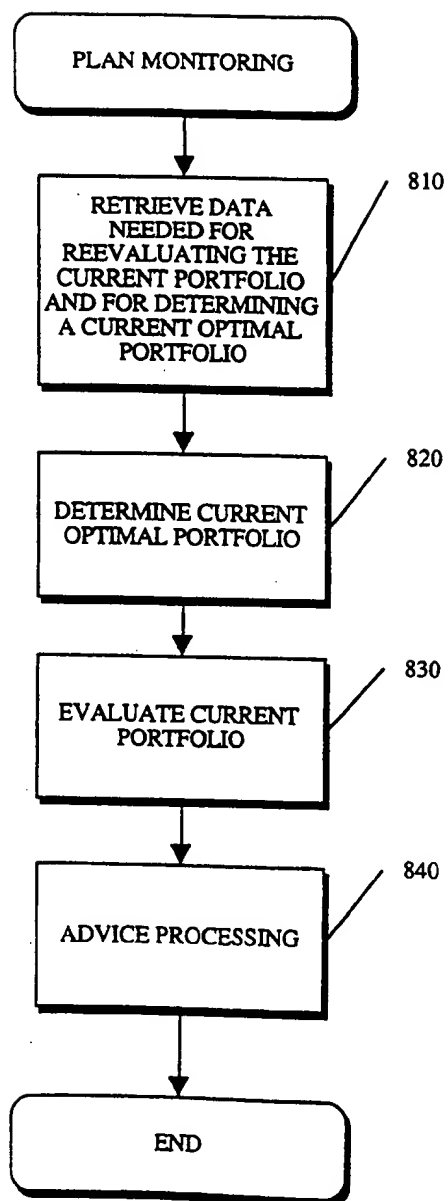 PLAN MONITORING
810
RETRIEVE DATA
NEEDED FOR
REEVALUATING THE
CURRENT PORTFOLIO
AND FOR DETERMINING
A CURRENT OPTIMAL
PORTFOLIO
820
DETERMINE CURRENT
OPTIMAL PORTFOLIO
830
EVALUATE CURRENT
PORTFOLIO
840
ADVICE PROCESSING
END